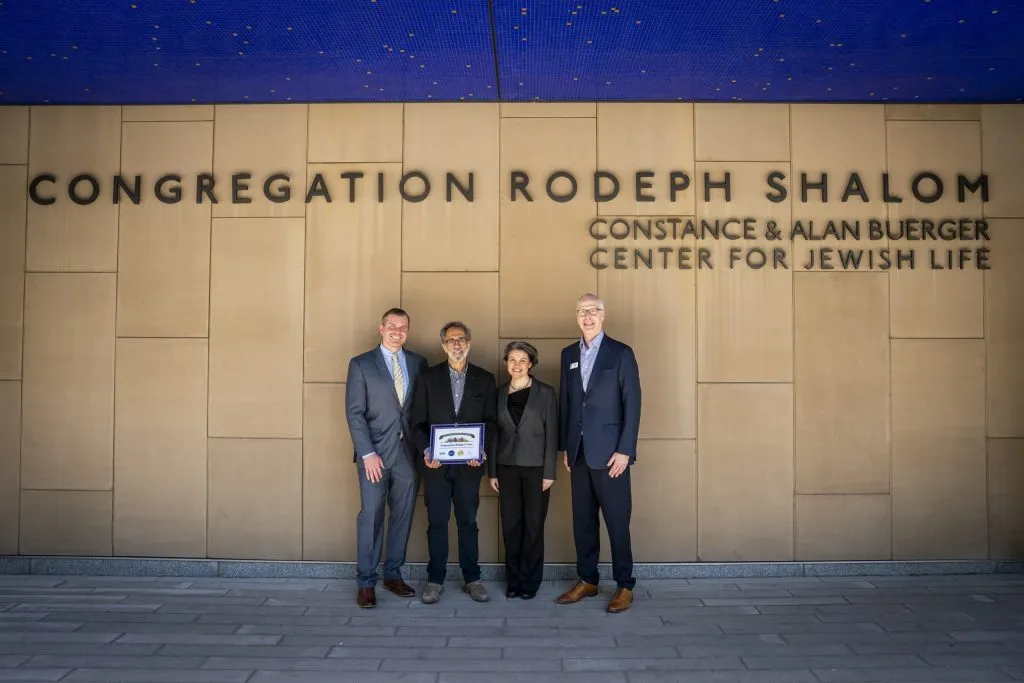 CONGREGATION RODEPH SHALOM
CONSTANCE & ALAN BUERGER
CENTER FOR JEWISH LIFE